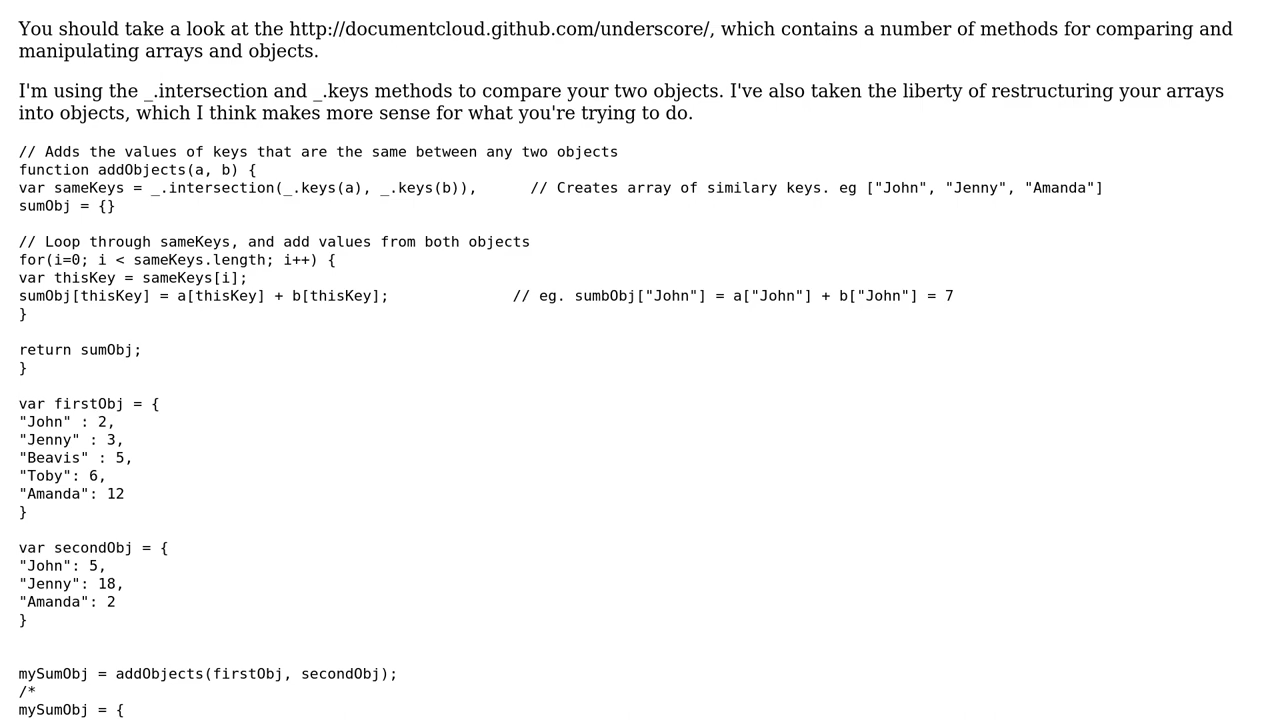 You should take a look at the http://documentcloud.github.com/underscore/, which contains a number of methods for comparing and
manipulating arrays and objects.
I'm using the _.intersection and _.keys methods to compare your two objects. I've also taken the liberty of restructuring your arrays
into objects, which I think makes more sense for what you're trying to do.
// Adds the values of keys that are the same between any two objects
function addObjects(a, b) {
var sameKeys = _.intersection(_.keys(a), _.keys(b)),      // Creates array of similary keys. eg ["John", "Jenny", "Amanda"]
sumObj = {}
// Loop through sameKeys, and add values from both objects
for(i=0; i < sameKeys.length; i++) {
var thisKey = sameKeys[i];
sumObj[thisKey] = a[thisKey] + b[thisKey];              // eg. sumbObj["John"] = a["John"] + b["John"] = 7
}
return sumObj;
}
var firstObj = {
"John" : 2,
"Jenny" : 3,
"Beavis" : 5,
"Toby": 6,
"Amanda": 12
}
var secondObj = {
"John": 5,
"Jenny": 18,
"Amanda": 2
}
mySumObj = addObjects(firstObj, secondObj);
/*
mySumObj = {